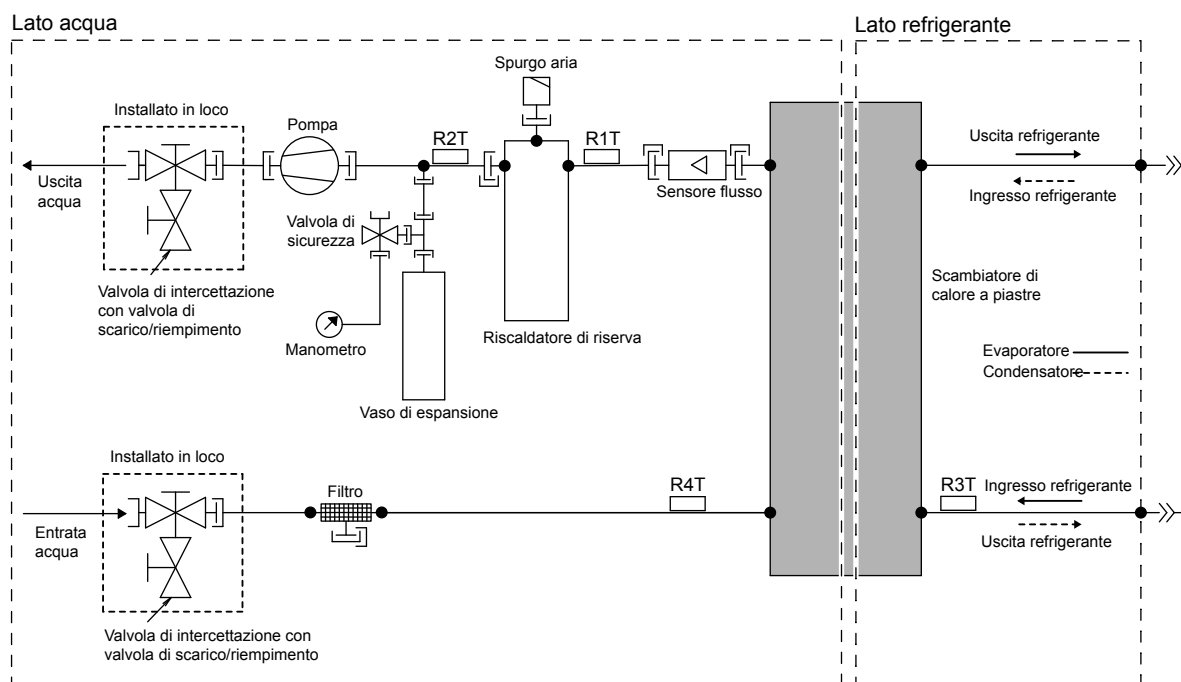 Lato acqua
Lato refrigerante
Spurgo aria
Installato in loco
Pompa
R2T
R1T
Uscita refrigerante
Uscita
acqua
Sensore flusso
Ingresso refrigerante
Valvola di
sicurezza
Valvola di intercettazione
con valvola di
scarico/riempimento
Scambiatore di
calore a piastre
Manometro
Riscaldatore di riserva
Evaporatore
Condensatore
Vaso di espansione
Installato in loco
Filtro
R4T
R3T
Ingresso refrigerante
Entrata
acqua
Uscita refrigerante
Valvola di intercettazione con
valvola di scarico/riempimento